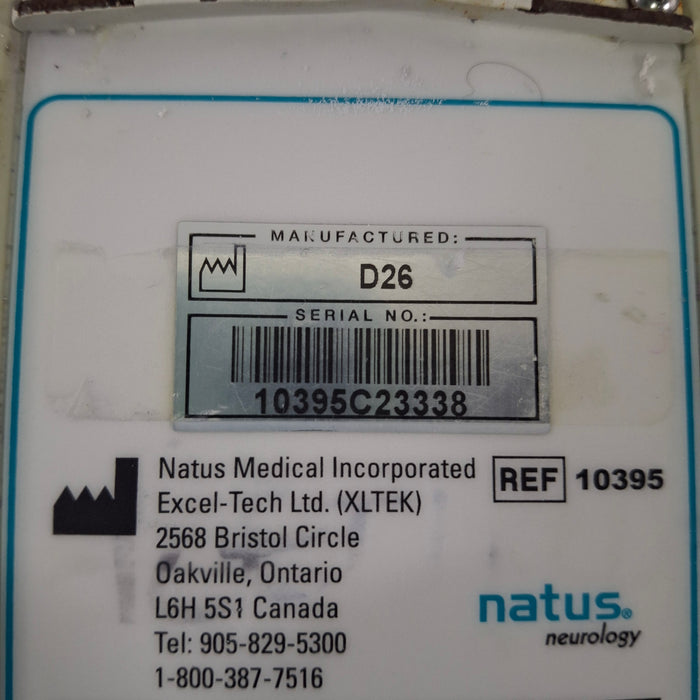 MANUFACTURED:
D26
SERIAL NO.:
10395C23338
Natus Medical Incorporated
Excel-Tech Ltd. (XLTEK)
2568 Bristol Circle
Oakville, Ontario
L6H 5S1 Canada
Tel: 905-829-5300
1-800-387-7516
REF 10395
natus®
neurology